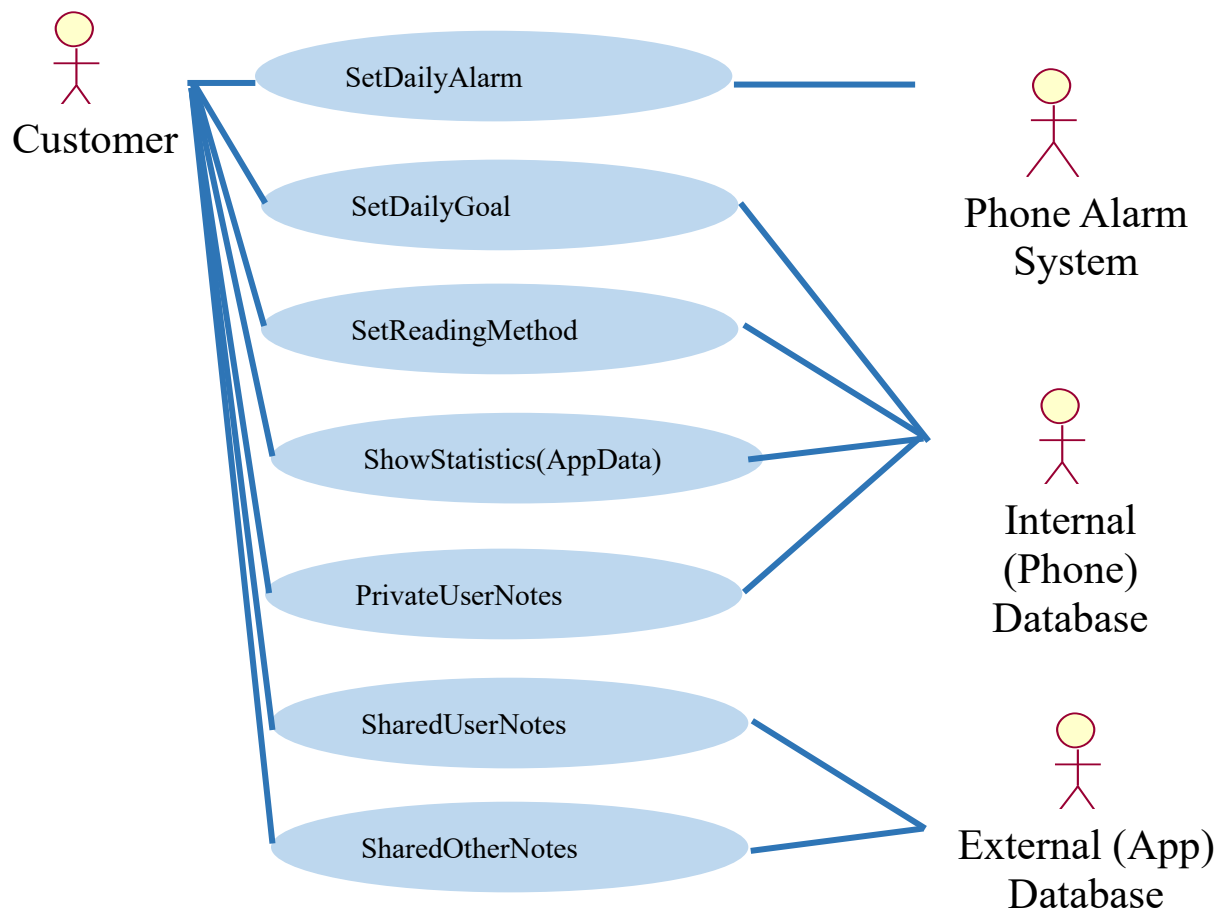 SetDailyAlarm
Customer
SetDailyGoal
Phone Alarm
System
SetReadingMethod
ShowStatistics(AppData)
Internal
(Phone)
Database
PrivateUserNotes
SharedUserNotes
SharedOtherNotes
External (App)
Database